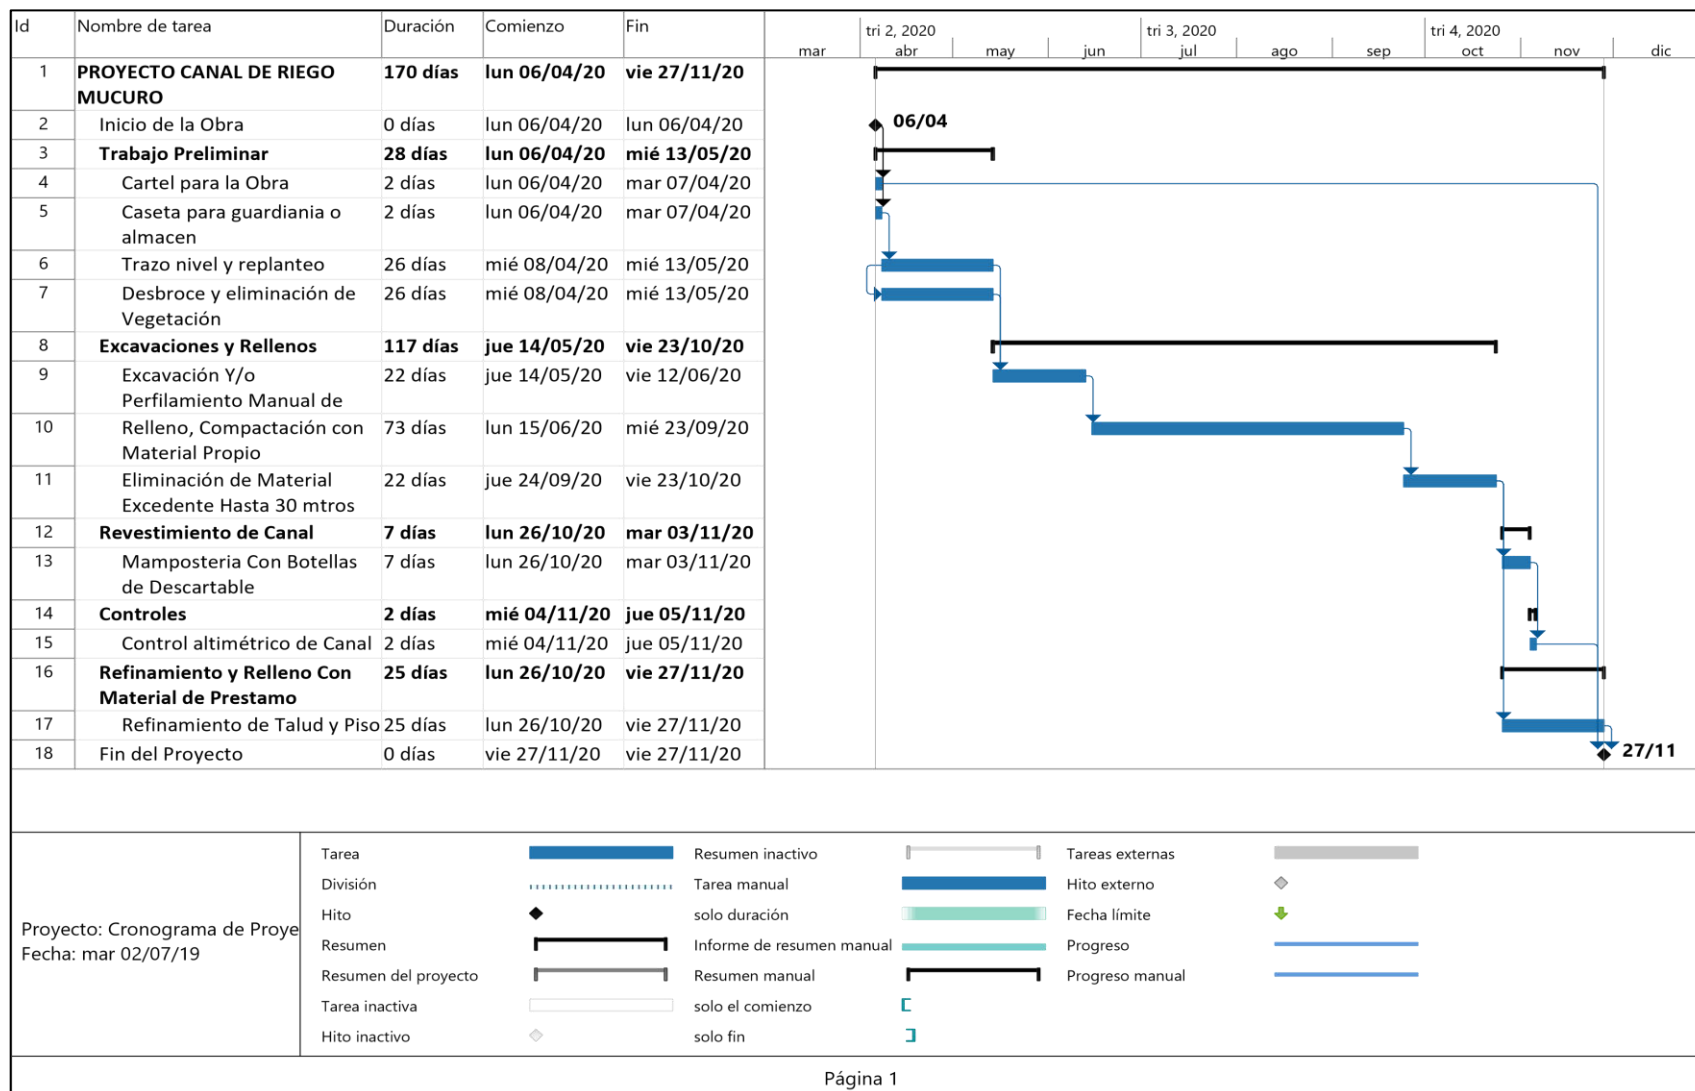 Id Nombre de tarea Duración Comienzo Fin tri 2, 2020 tri 3, 2020 tri 4, 2020
mar abr may jun jul ago sep oct nov dic
1 PROYECTO CANAL DE RIEGO 170 días lun 06/04/20 vie 27/11/20
MUCURO
2 Inicio de la Obra 0 días lun 06/04/20 lun 06/04/20 06/04
3 Trabajo Preliminar 28 días lun 06/04/20 mié 13/05/20
4 Cartel para la Obra 2 días lun 06/04/20 mar 07/04/20
5 Caseta para guardiania o 2 días lun 06/04/20 mar 07/04/20
almacen
6 Trazo nivel y replanteo 26 días mié 08/04/20 mié 13/05/20
7 Desbroce y eliminación de 26 días mié 08/04/20 mié 13/05/20
Vegetación
8 Excavaciones y Rellenos 117 días jue 14/05/20 vie 23/10/20
9 Excavación Y/o 22 días jue 14/05/20 vie 12/06/20
Perfilamiento Manual de
10 Relleno, Compactación con 73 días lun 15/06/20 mié 23/09/20
Material Propio
11 Eliminación de Material 22 días jue 24/09/20 vie 23/10/20
Excedente Hasta 30 mtros
12 Revestimiento de Canal 7 días lun 26/10/20 mar 03/11/20
13 Mamposteria Con Botellas 7 días lun 26/10/20 mar 03/11/20
de Descartable
14 Controles 2 días mié 04/11/20 jue 05/11/20
15 Control altimétrico de Canal 2 días mié 04/11/20 jue 05/11/20
16 Refinamiento y Relleno Con 25 días lun 26/10/20 vie 27/11/20
Material de Prestamo
17 Refinamiento de Talud y Piso 25 días lun 26/10/20 vie 27/11/20
18 Fin del Proyecto 0 días vie 27/11/20 vie 27/11/20 27/11
Proyecto: Cronograma de Proye
Fecha: mar 02/07/19
Tarea Resumen inactivo Tareas externas
División Tarea manual Hito externo
Hito solo duración Fecha límite
Resumen Informe de resumen manual Progreso
Resumen del proyecto Resumen manual Progreso manual
Tarea inactiva solo el comienzo
Hito inactivo solo fin
Página 1